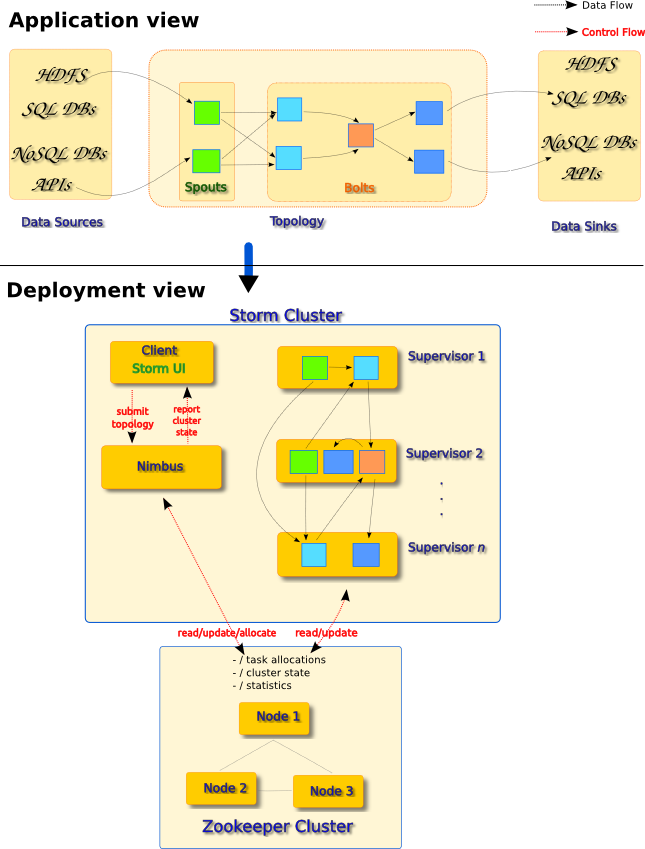 Application view
Data Flow
Control Flow
HDFS
SQL DBs
NoSQL DBs
APIs
Data Sources
Spouts
Bolts
Topology
HDFS
SQL DBs
NoSQL DBs
APIs
Data Sinks
Deployment view
Storm Cluster
Client
Storm UI
submit
topology
report
cluster
state
Nimbus
Supervisor 1
Supervisor 2
.
.
.
Supervisor n
read/update/allocate
read/update
- / task allocations
- / cluster state
- / statistics
Node 1
Node 2
Node 3
Zookeeper Cluster